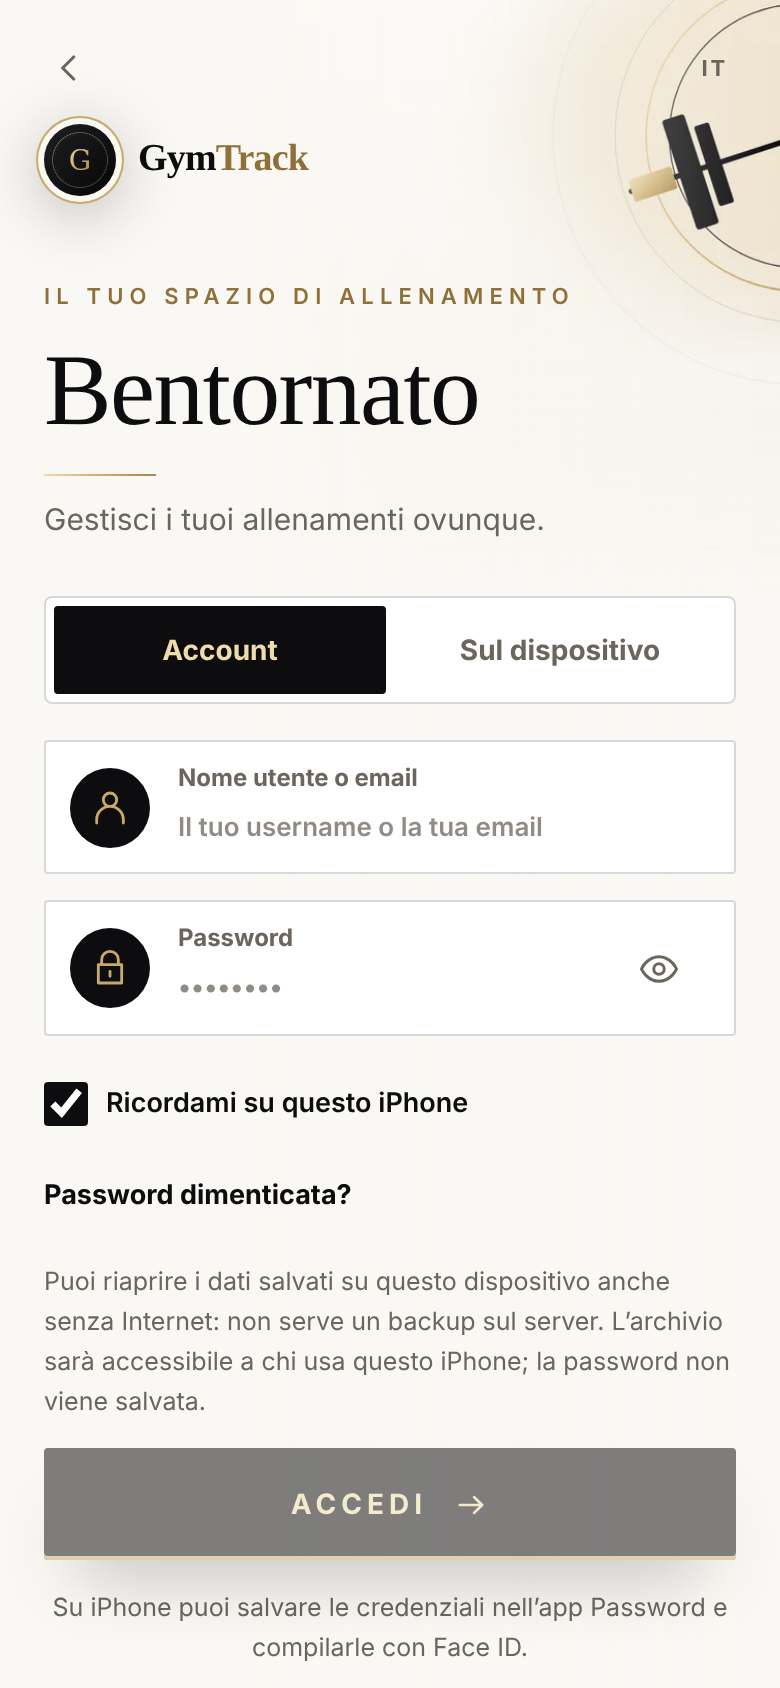 IT
G
GymTrack
IL TUO SPAZIO DI ALLENAMENTO
Bentornato
Gestisci i tuoi allenamenti ovunque.
Account
Sul dispositivo
Nome utente o email
Il tuo username o la tua email
Password
••••••••
Ricordami su questo iPhone
Password dimenticata?
Puoi riaprire i dati salvati su questo dispositivo anche
senza Internet: non serve un backup sul server. L’archivio
sarà accessibile a chi usa questo iPhone; la password non
viene salvata.
ACCEDI →
Su iPhone puoi salvare le credenziali nell’app Password e
compilarle con Face ID.